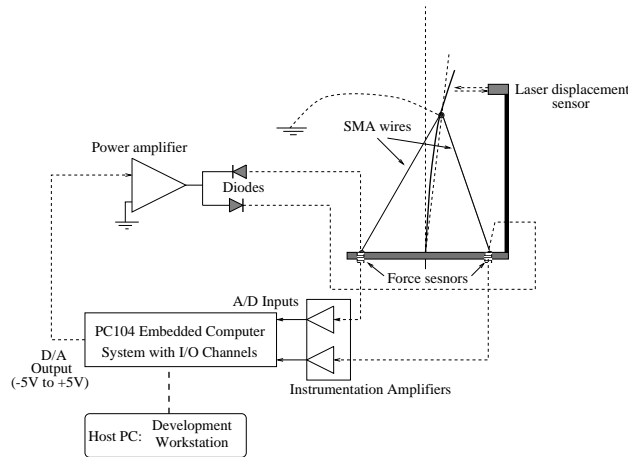 Laser displacement
sensor
SMA wires
Power amplifier
Diodes
Force sesnors
A/D Inputs
PC104 Embedded Computer
System with I/O Channels
D/A
Output
(-5V to +5V)
Instrumentation Amplifiers
Host PC: Development
Workstation